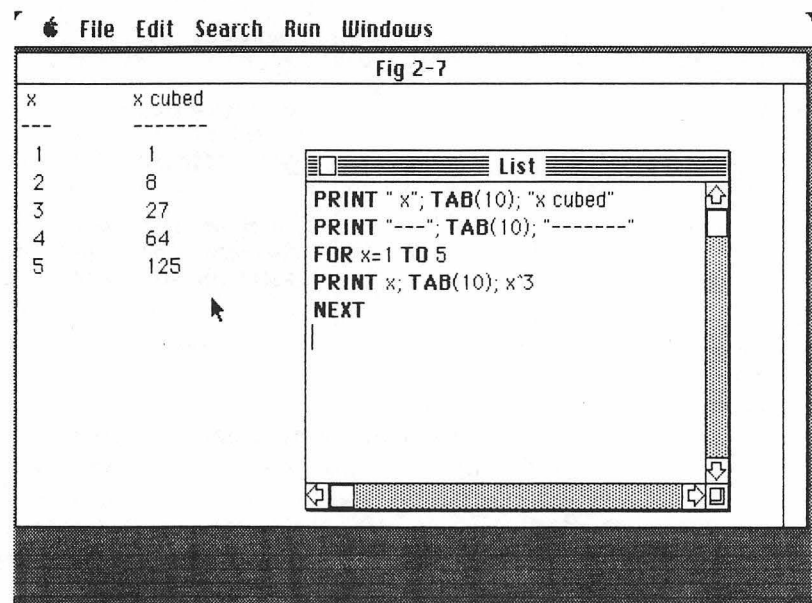 File Edit Search Run Windows
Fig 2-7
x x cubed
--- -------
1 1
2 8
3 27
4 64
5 125
List
PRINT " x"; TAB(10); "x cubed"
PRINT "---"; TAB(10); "-------"
FOR x=1 TO 5
PRINT x; TAB(10); x^3
NEXT